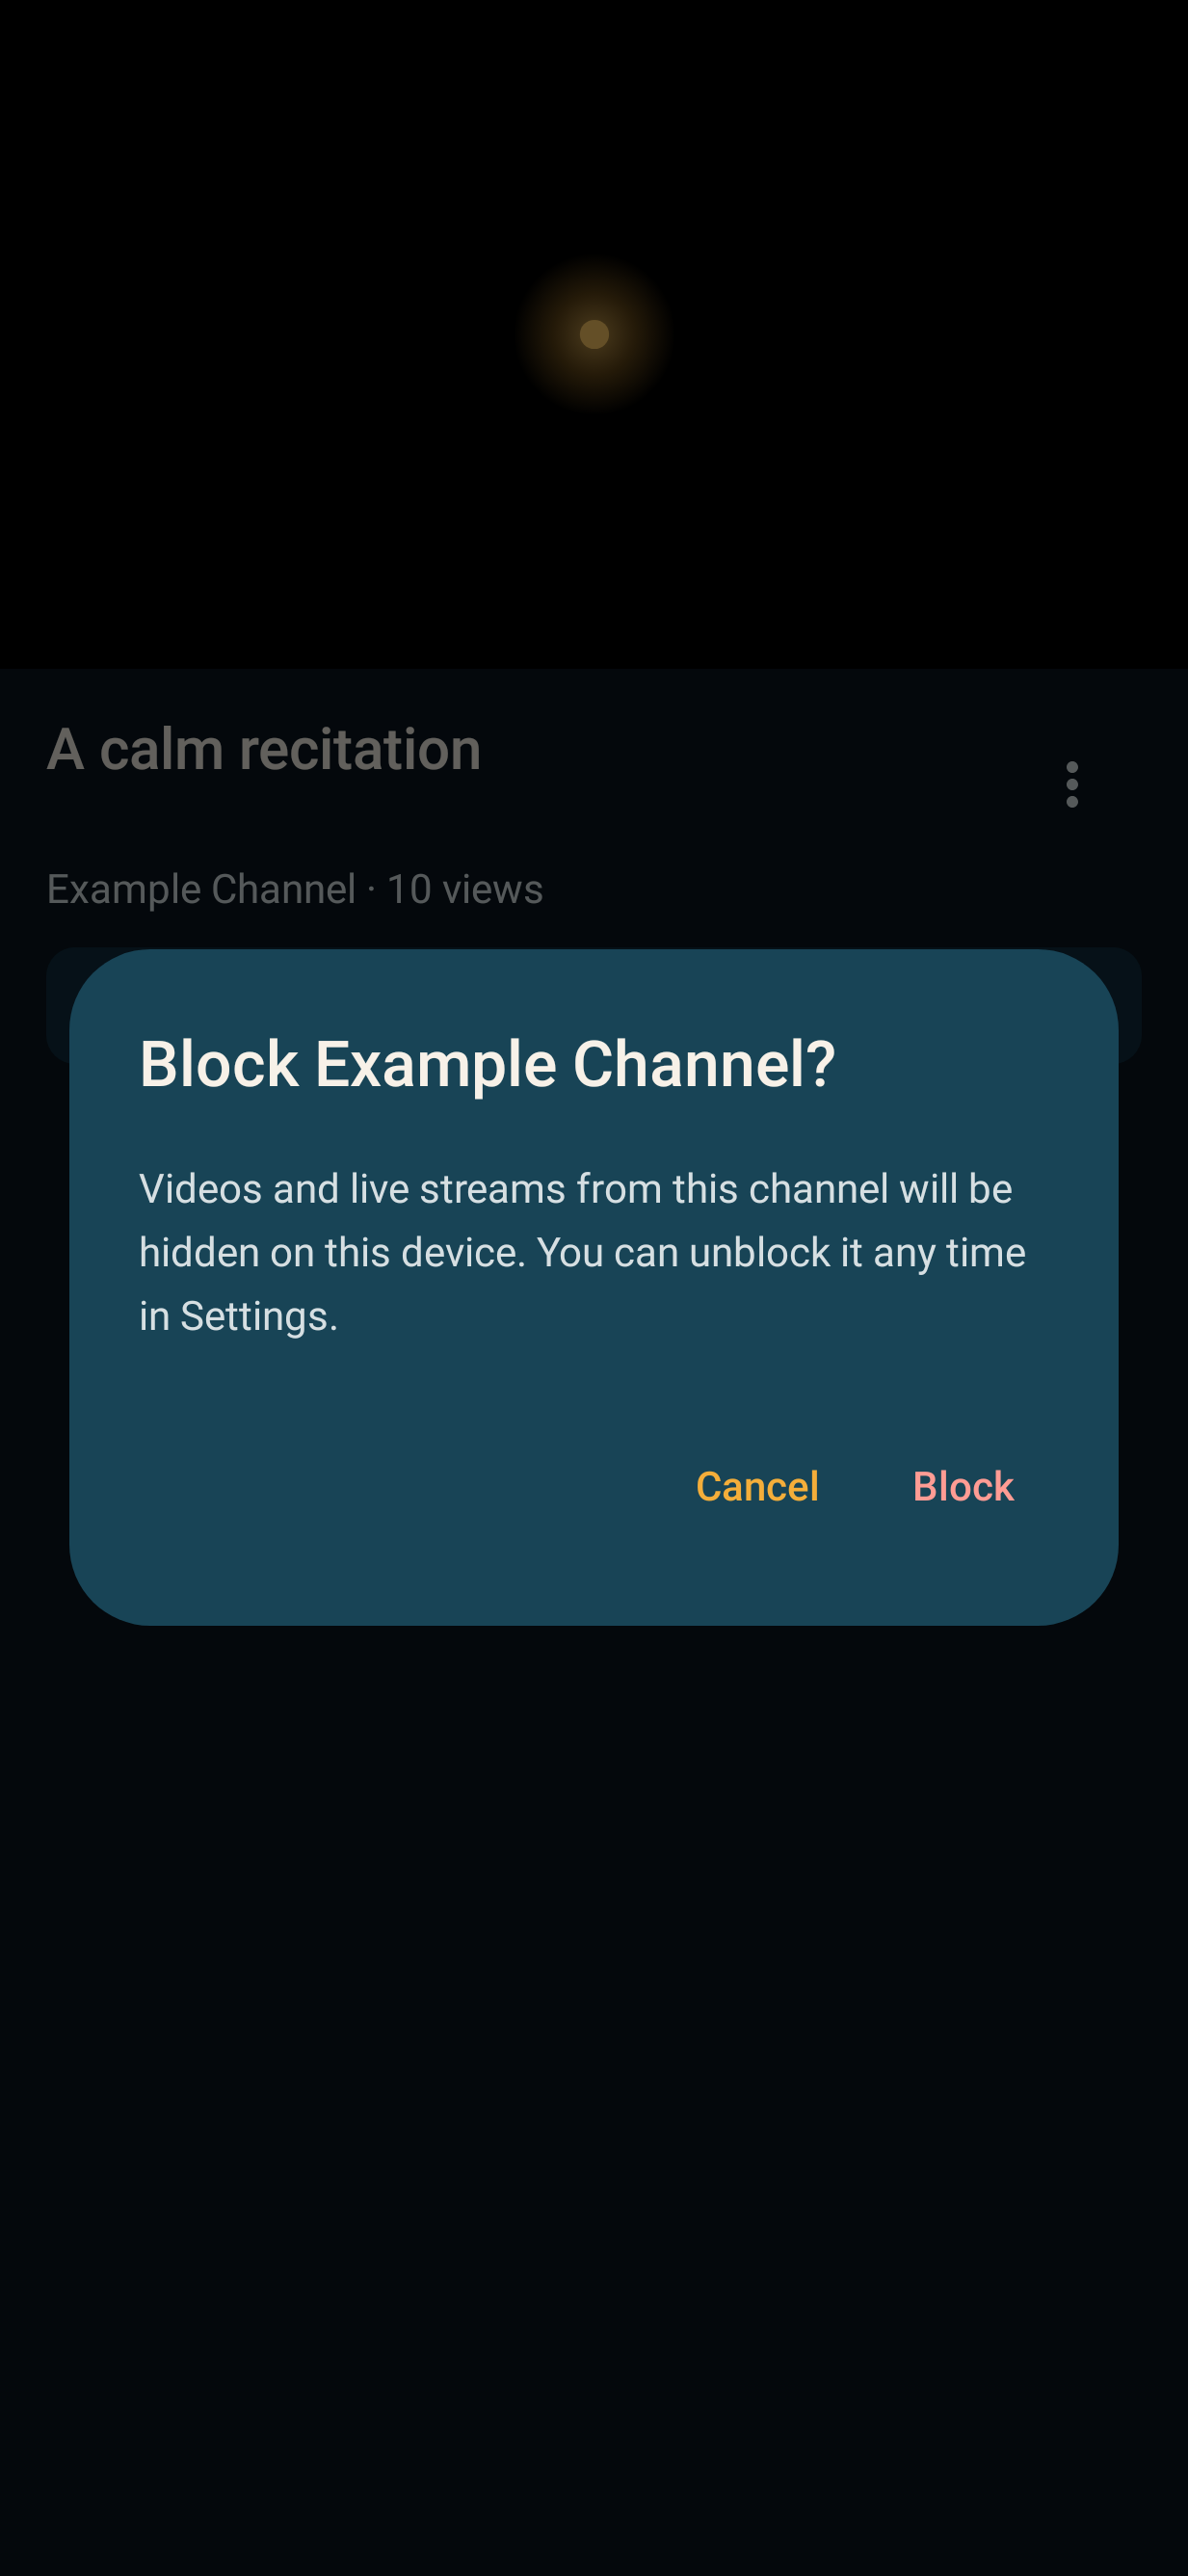 A calm recitation
Example Channel · 10 views
Block Example Channel?
Videos and live streams from this channel will be
hidden on this device. You can unblock it any time
in Settings.
Cancel Block